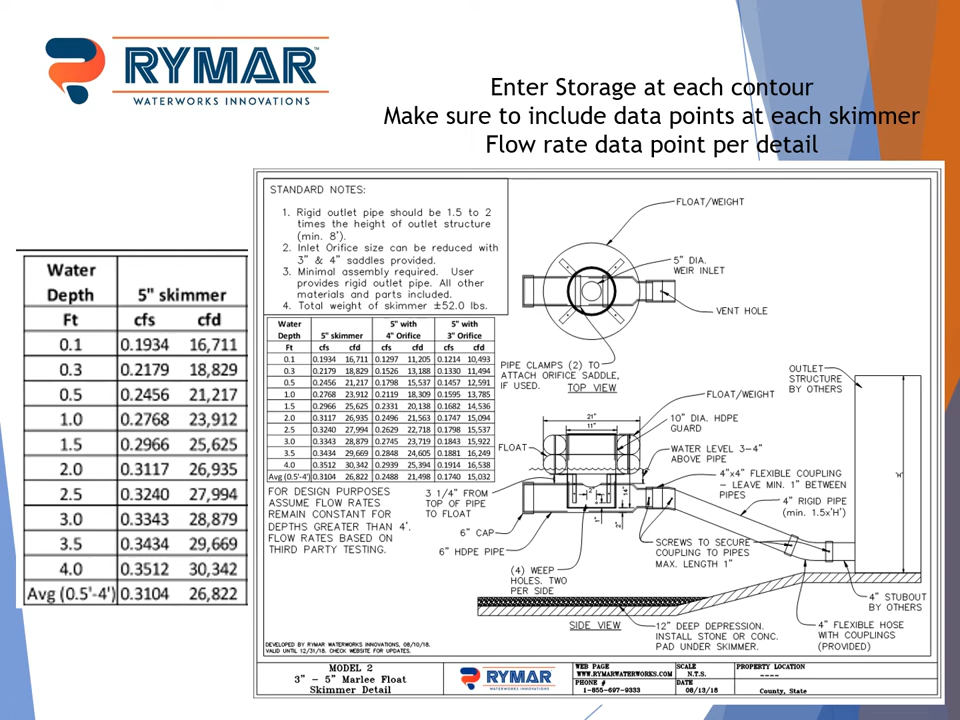 RYMAR™
WATERWORKS INNOVATIONS
Enter Storage at each contour
Make sure to include data points at each skimmer
Flow rate data point per detail
Water
Depth 5" skimmer
Ft cfs cfd
0.1 0.1934 16,711
0.3 0.2179 18,829
0.5 0.2456 21,217
1.0 0.2768 23,912
1.5 0.2966 25,625
2.0 0.3117 26,935
2.5 0.3240 27,994
3.0 0.3343 28,879
3.5 0.3434 29,669
4.0 0.3512 30,342
Avg (0.5'-4') 0.3104 26,822
STANDARD NOTES:
1. Rigid outlet pipe should be 1.5 to 2
times the height of outlet structure
(min. 8').
2. Inlet Orifice size can be reduced with
3" & 4" saddles provided.
3. Minimal assembly required. User
provides rigid outlet pipe. All other
materials and parts included.
4. Total weight of skimmer ±52.0 lbs.
Water 5" with 5" with
Depth 5" skimmer 4" Orifice 3" Orifice
Ft cfs cfd cfs cfd cfs cfd
0.1 0.1934 16,711 0.1297 11,205 0.1214 10,493
0.3 0.2179 18,829 0.1526 13,188 0.1330 11,494
0.5 0.2456 21,217 0.1798 15,537 0.1457 12,591
1.0 0.2768 23,912 0.2119 18,309 0.1595 13,785
1.5 0.2966 25,625 0.2331 20,138 0.1682 14,536
2.0 0.3117 26,935 0.2496 21,563 0.1747 15,094
2.5 0.3240 27,994 0.2629 22,718 0.1798 15,537
3.0 0.3343 28,879 0.2745 23,719 0.1843 15,922
3.5 0.3434 29,669 0.2848 24,605 0.1881 16,249
4.0 0.3512 30,342 0.2939 25,394 0.1914 16,538
Avg (0.5'-4') 0.3104 26,822 0.2488 21,498 0.1740 15,032
FOR DESIGN PURPOSES
ASSUME FLOW RATES
REMAIN CONSTANT FOR
DEPTHS GREATER THAN 4'.
FLOW RATES BASED ON
THIRD PARTY TESTING.
FLOAT/WEIGHT
5" DIA.
WEIR INLET
VENT HOLE
PIPE CLAMPS (2) TO
ATTACH ORIFICE SADDLE,
IF USED.
TOP VIEW
OUTLET
STRUCTURE
BY OTHERS
FLOAT/WEIGHT
21"
11"
10" DIA. HDPE
GUARD
FLOAT
WATER LEVEL 3-4"
ABOVE PIPE
4"x4" FLEXIBLE COUPLING
- LEAVE MIN. 1" BETWEEN
PIPES
4" RIGID PIPE
(min. 1.5x'H')
"H"
3 1/4" FROM
TOP OF PIPE
TO FLOAT
2"
14"
1"
2"
6" CAP
6" HDPE PIPE
SCREWS TO SECURE
COUPLING TO PIPES
MAX. LENGTH 1"
(4) WEEP
HOLES. TWO
PER SIDE
4" STUBOUT
BY OTHERS
SIDE VIEW
12" DEEP DEPRESSION.
INSTALL STONE OR CONC.
PAD UNDER SKIMMER.
4" FLEXIBLE HOSE
WITH COUPLINGS
(PROVIDED)
DEVELOPED BY RYMAR WATERWORKS INNOVATIONS, 08/10/18.
VALID UNTIL 12/31/18. CHECK WEBSITE FOR UPDATES.
MODEL 2
3" - 5" Marlee Float
Skimmer Detail
RYMAR
WATERWORKS INNOVATIONS
WEB PAGE
WWW.RYMARWATERWORKS.COM
PHONE #
1-855-697-9333
SCALE
N.T.S.
DATE
08/13/18
PROPERTY LOCATION
----
County, State